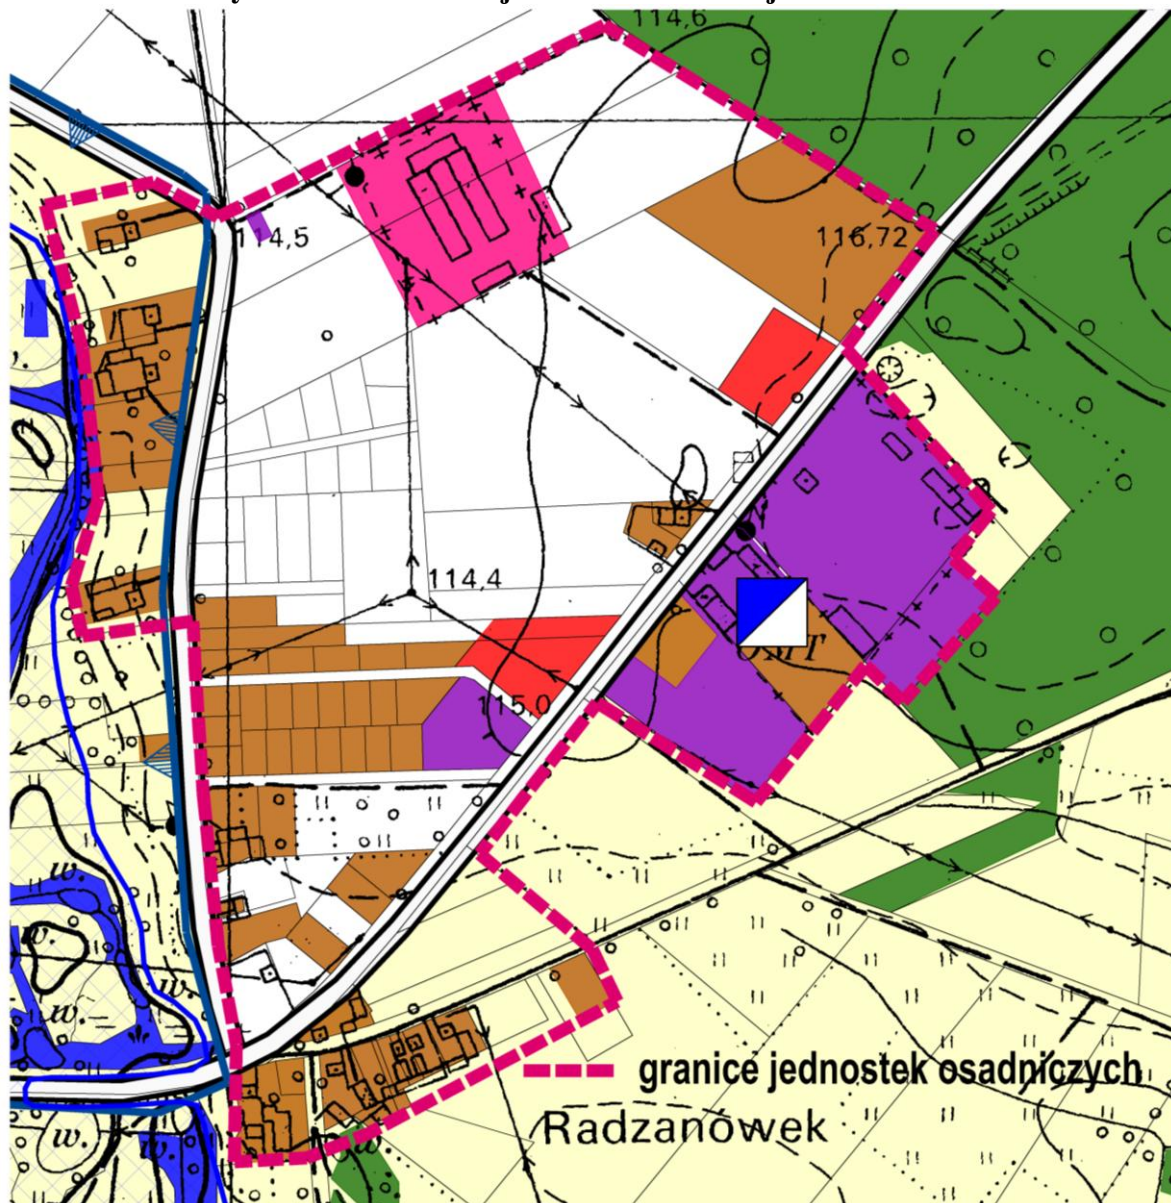 114,6
114,5
116,72
114,4
115,0
w.
w.
w.
w.
granice jednostek osadniczych
Radzanówek
w.
w.
w.